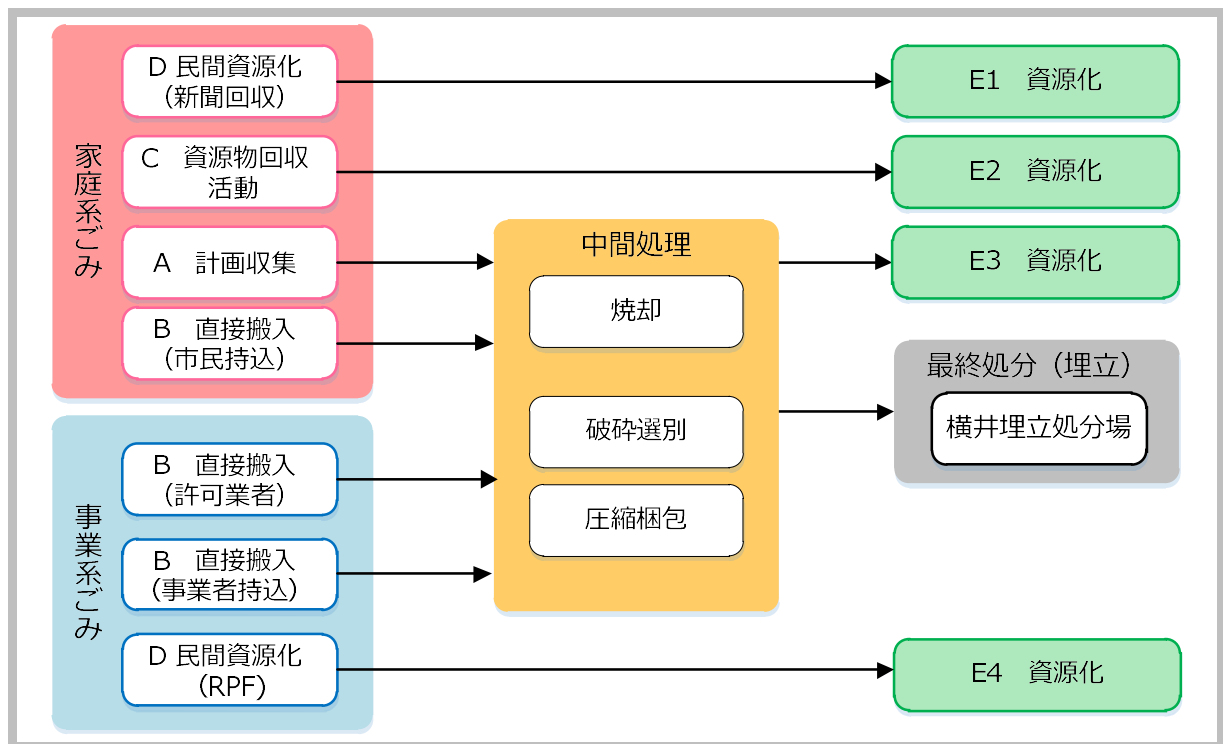 家庭系ごみ
D 民間資源化
(新聞回収)
C 資源物回収
活動
A 計画収集
B 直接搬入
(市民持込)
事業系ごみ
B 直接搬入
(許可業者)
B 直接搬入
(事業者持込)
D 民間資源化
(RPF)
中間処理
焼却
破砕選別
圧縮梱包
E1 資源化
E2 資源化
E3 資源化
最終処分（埋立）
横井埋立処分場
E4 資源化